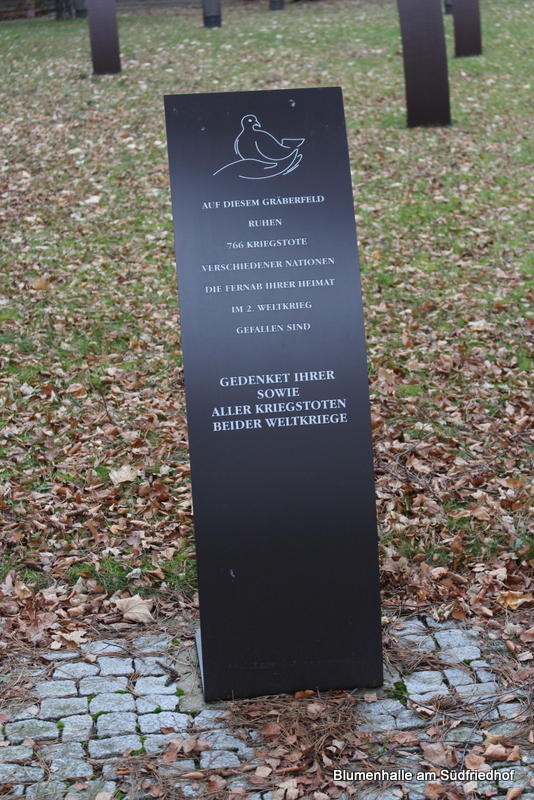 AUF DIESEM GRÄBERFELD
RUHEN
766 KRIEGSTOTE
VERSCHIEDENER NATIONEN
DIE FERNAB IHRER HEIMAT
IM 2. WELTKRIEG
GEFALLEN SIND
GEDENKET IHRER
SOWIE
ALLER KRIEGSTOTEN
BEIDER WELTKRIEGE
Blumenhalle am Südfriedhof